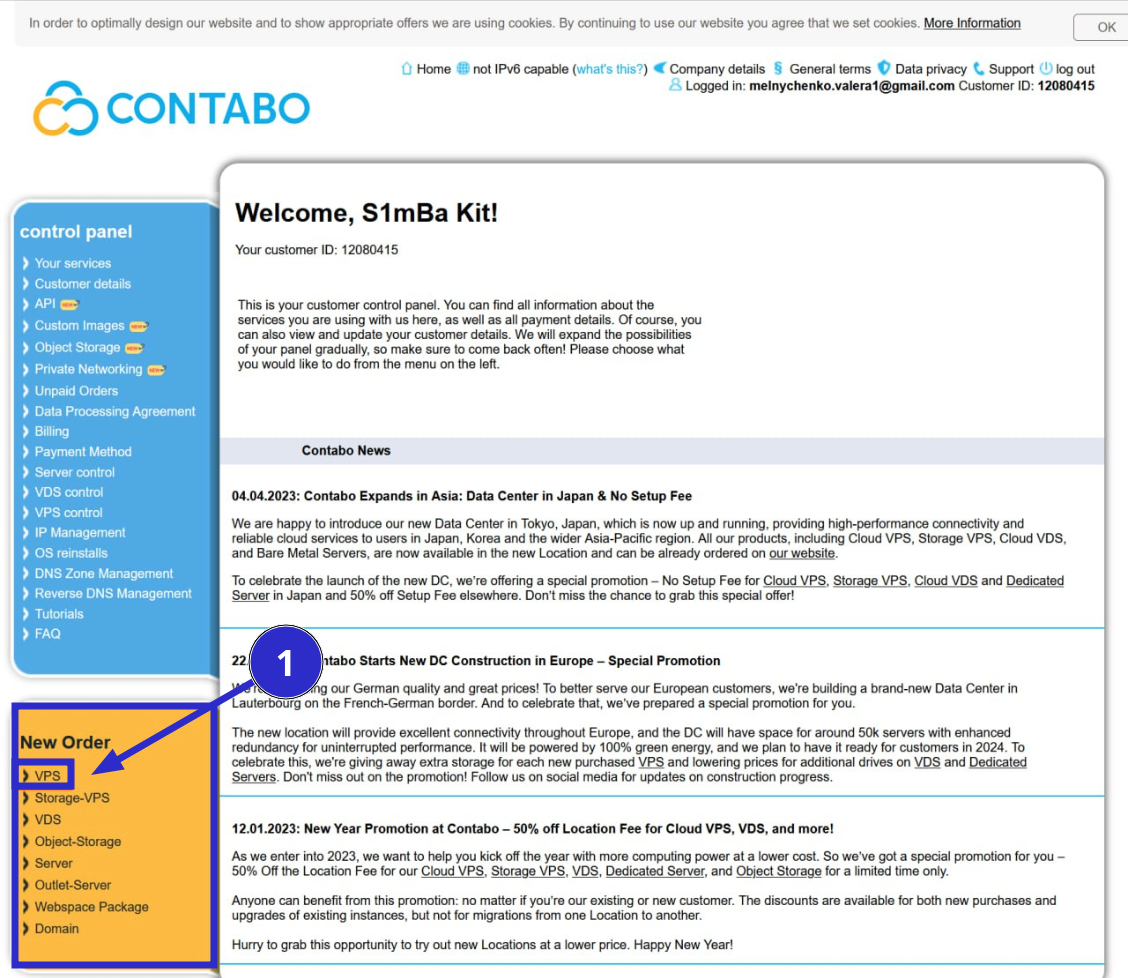 In order to optimally design our website and to show appropriate offers we are using cookies. By continuing to use our website you agree that we set cookies. More Information
OK
Home not IPv6 capable (what's this?) Company details § General terms Data privacy Support log out
Logged in: melnychenko.valera1@gmail.com Customer ID: 12080415
CONTABO
control panel
Your services
Customer details
API NEW
Custom Images NEW
Object Storage NEW
Private Networking NEW
Unpaid Orders
Data Processing Agreement
Billing
Payment Method
Server control
VDS control
VPS control
IP Management
OS reinstalls
DNS Zone Management
Reverse DNS Management
Tutorials
FAQ
New Order
VPS
Storage-VPS
VDS
Object-Storage
Server
Outlet-Server
Webspace Package
Domain
Welcome, S1mBa Kit!
Your customer ID: 12080415
This is your customer control panel. You can find all information about the
services you are using with us here, as well as all payment details. Of course, you
can also view and update your customer details. We will expand the possibilities
of your panel gradually, so make sure to come back often! Please choose what
you would like to do from the menu on the left.
Contabo News
04.04.2023: Contabo Expands in Asia: Data Center in Japan & No Setup Fee
We are happy to introduce our new Data Center in Tokyo, Japan, which is now up and running, providing high-performance connectivity and
reliable cloud services to users in Japan, Korea and the wider Asia-Pacific region. All our products, including Cloud VPS, Storage VPS, Cloud VDS,
and Bare Metal Servers, are now available in the new Location and can be already ordered on our website.
To celebrate the launch of the new DC, we're offering a special promotion – No Setup Fee for Cloud VPS, Storage VPS, Cloud VDS and Dedicated
Server in Japan and 50% off Setup Fee elsewhere. Don't miss the chance to grab this special offer!
1
22. ntabo Starts New DC Construction in Europe – Special Promotion
our German quality and great prices! To better serve our European customers, we're building a brand-new Data Center in
Lauterbourg on the French-German border. And to celebrate that, we've prepared a special promotion for you.
The new location will provide excellent connectivity throughout Europe, and the DC will have space for around 50k servers with enhanced
redundancy for uninterrupted performance. It will be powered by 100% green energy, and we plan to have it ready for customers in 2024. To
celebrate this, we're giving away extra storage for each new purchased VPS and lowering prices for additional drives on VDS and Dedicated
Servers. Don't miss out on the promotion! Follow us on social media for updates on construction progress.
12.01.2023: New Year Promotion at Contabo – 50% off Location Fee for Cloud VPS, VDS, and more!
As we enter into 2023, we want to help you kick off the year with more computing power at a lower cost. So we've got a special promotion for you –
50% Off the Location Fee for our Cloud VPS, Storage VPS, VDS, Dedicated Server, and Object Storage for a limited time only.
Anyone can benefit from this promotion: no matter if you're our existing or new customer. The discounts are available for both new purchases and
upgrades of existing instances, but not for migrations from one Location to another.
Hurry to grab this opportunity to try out new Locations at a lower price. Happy New Year!